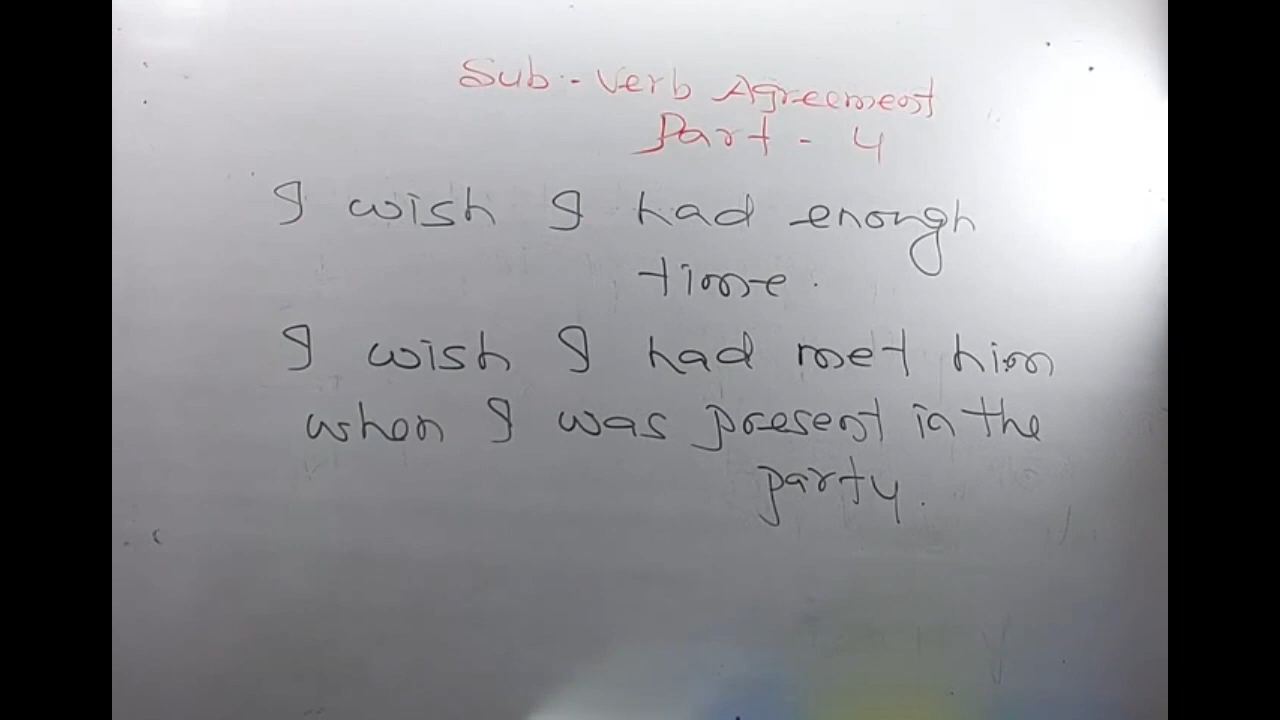 Sub - Verb Agreement
Part - 4
I wish I had enough
time.
I wish I had met him
when I was present in the
party.